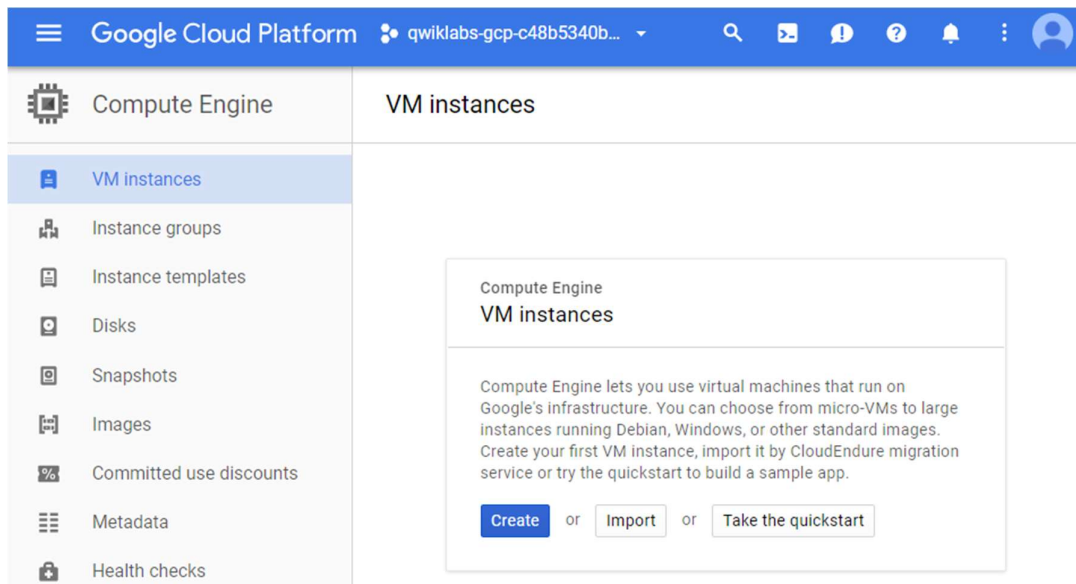 Google Cloud Platform qwiklabs-gcp-c48b5340b...
Compute Engine
VM instances
VM instances
Instance groups
Instance templates
Disks
Snapshots
Images
Committed use discounts
Metadata
Health checks
Compute Engine
VM instances
Compute Engine lets you use virtual machines that run on
Google's infrastructure. You can choose from micro-VMs to large
instances running Debian, Windows, or other standard images.
Create your first VM instance, import it by CloudEndure migration
service or try the quickstart to build a sample app.
Create or Import or Take the quickstart